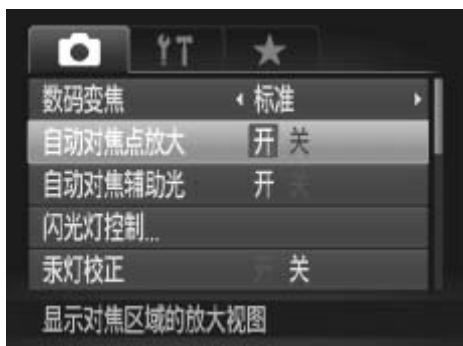 数码变焦 标准
自动对焦点放大 开 关
自动对焦辅助光 开 关
闪光灯控制...
汞灯校正 开 关
显示对焦区域的放大视图